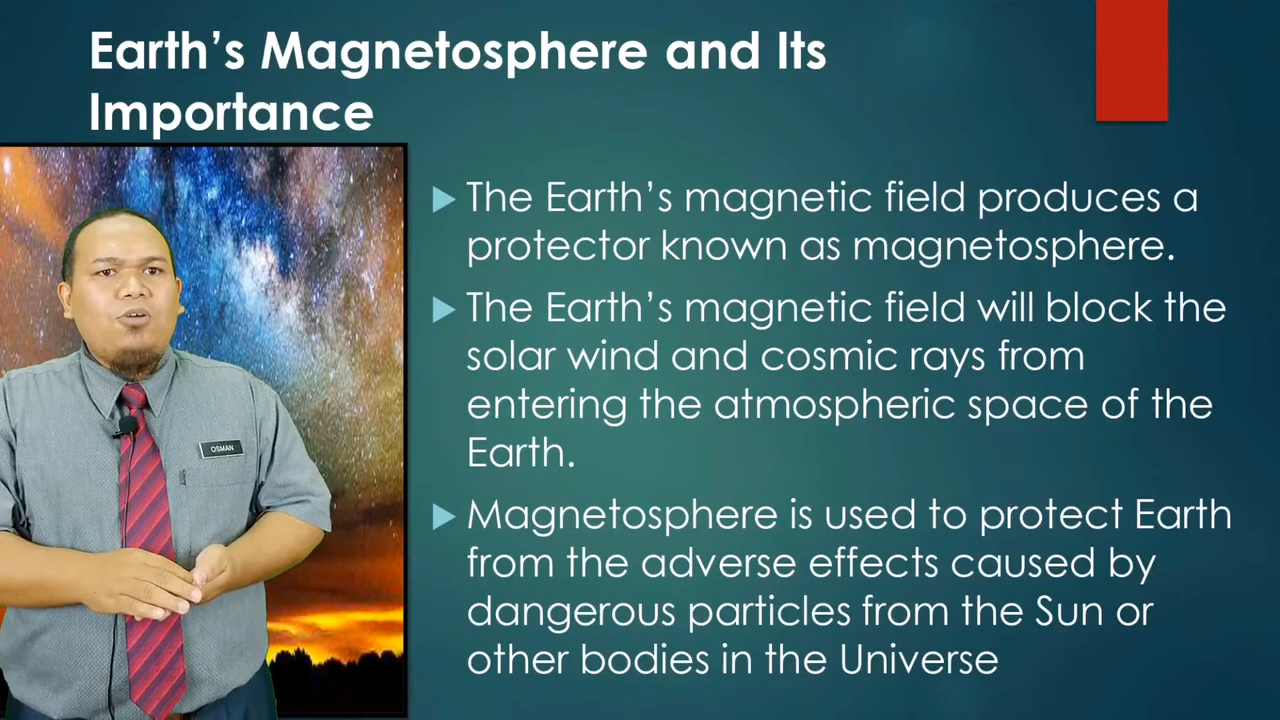 Earth's Magnetosphere and Its
Importance
The Earth's magnetic field produces a
protector known as magnetosphere.
The Earth's magnetic field will block the
solar wind and cosmic rays from
entering the atmospheric space of the
Earth.
Magnetosphere is used to protect Earth
from the adverse effects caused by
dangerous particles from the Sun or
other bodies in the Universe
OSMAN